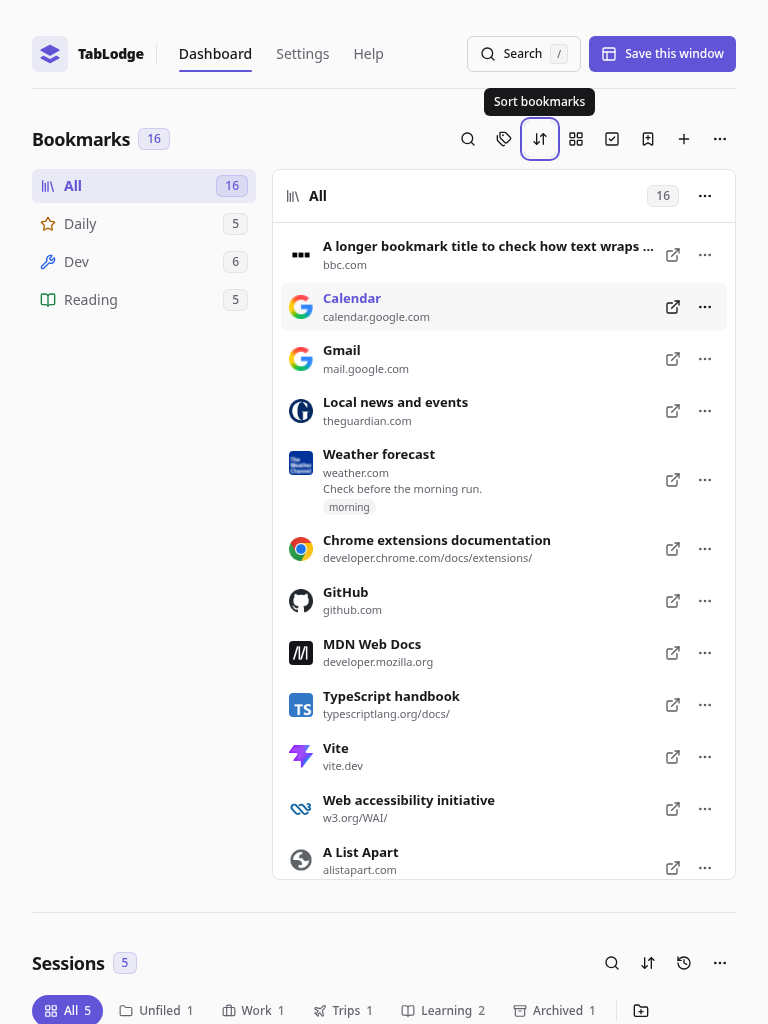 TabLodge
Dashboard Settings Help
Search /
Save this window
Sort bookmarks
Bookmarks 16
All 16
Daily 5
Dev 6
Reading 5
All 16
A longer bookmark title to check how text wraps ...
bbc.com
Calendar
calendar.google.com
Gmail
mail.google.com
Local news and events
theguardian.com
The
Weather
Channel
Weather forecast
weather.com
Check before the morning run.
morning
Chrome extensions documentation
developer.chrome.com/docs/extensions/
GitHub
github.com
MDN Web Docs
developer.mozilla.org
TS
TypeScript handbook
typescriptlang.org/docs/
Vite
vite.dev
Web accessibility initiative
w3.org/WAI/
A List Apart
alistapart.com
Sessions 5
All 5 Unfiled 1 Work 1 Trips 1 Learning 2 Archived 1